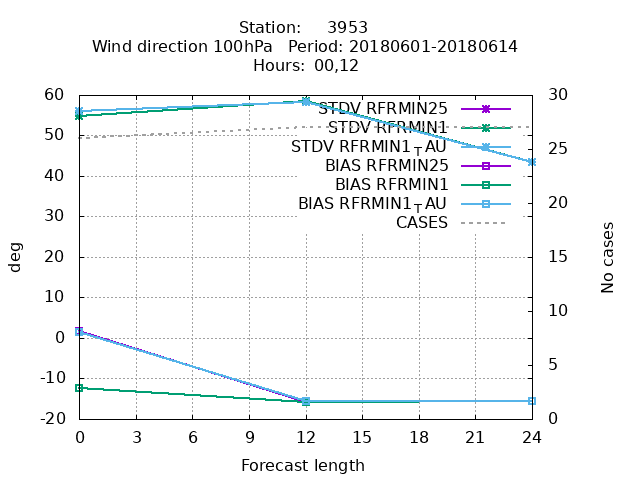 Station: 3953
Wind direction 100hPa Period: 20180601-20180614
Hours: 00,12
60
50
40
30
20
10
0
-10
-20
30
25
20
15
10
5
0
STDV RFRMIN25
STDV RFRMIN1
STDV RFRMIN1TAU
BIAS RFRMIN25
BIAS RFRMIN1
BIAS RFRMIN1TAU
CASES
deg
No cases
0 3 6 9 12 15 18 21 24
Forecast length